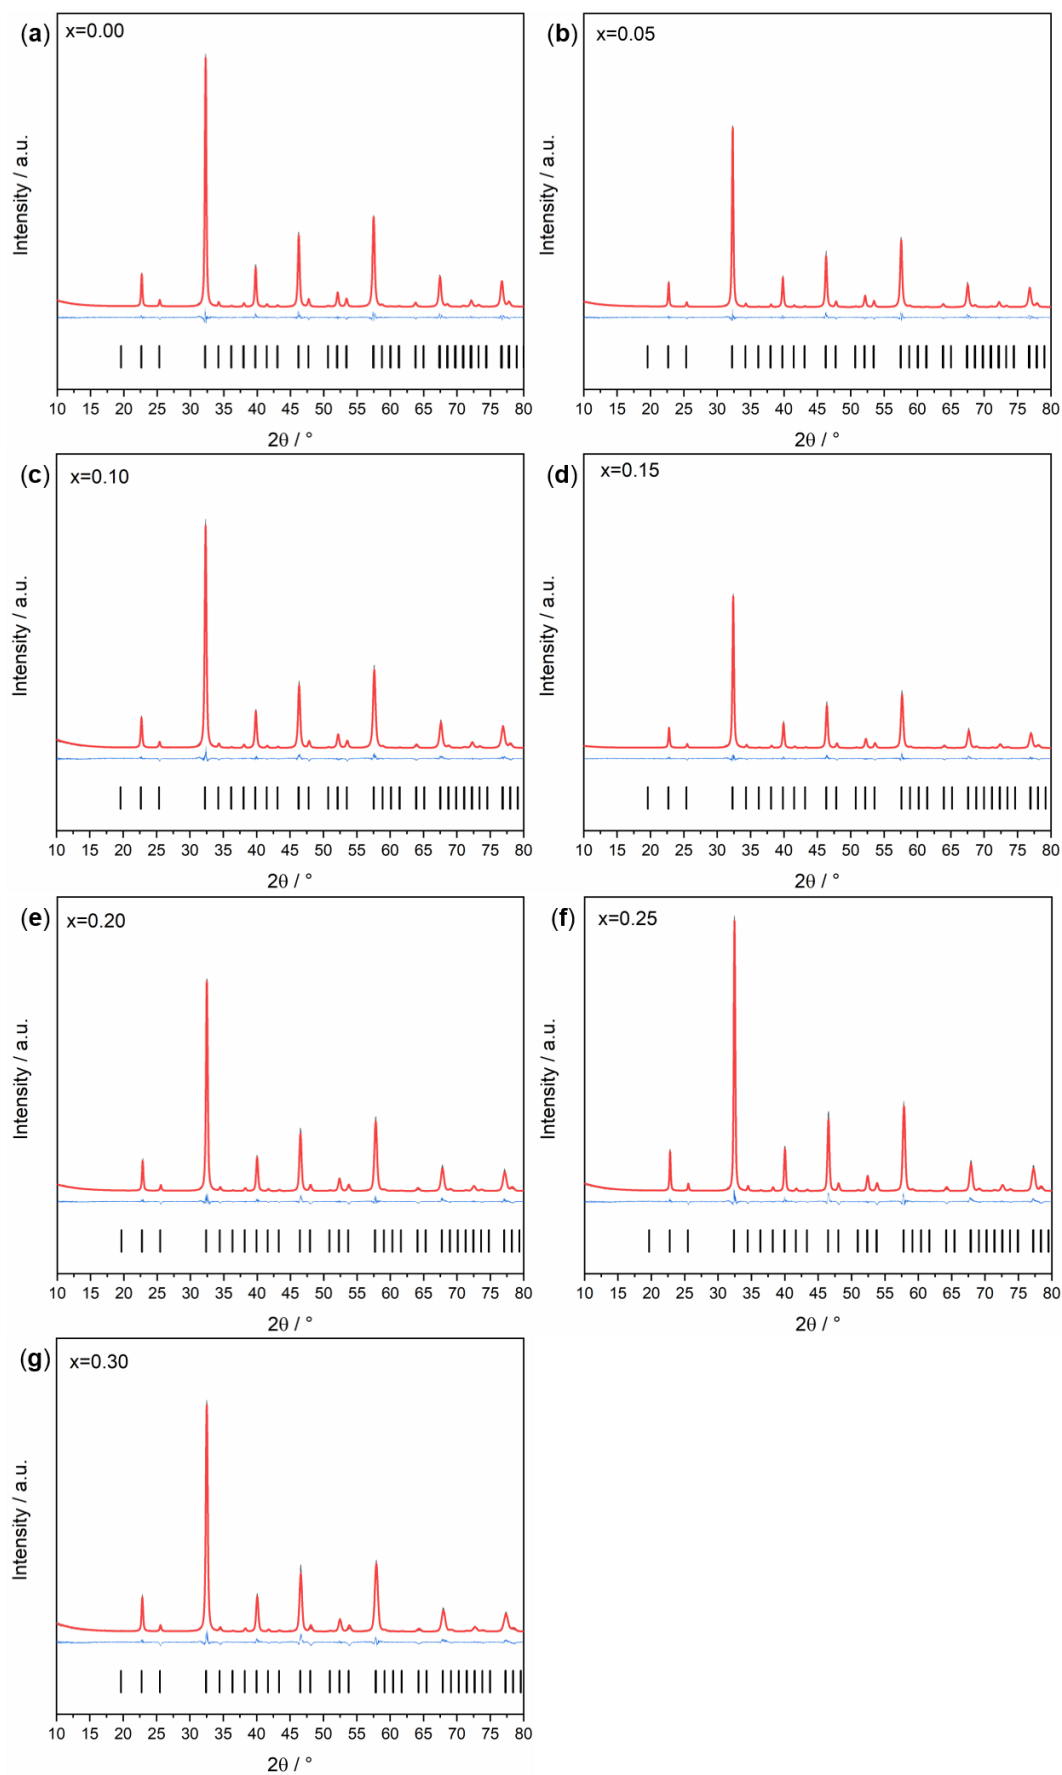 (a) x=0.00
Intensity / a.u.
10 15 20 25 30 35 40 45 50 55 60 65 70 75 80
2θ / °
(b) x=0.05
Intensity / a.u.
10 15 20 25 30 35 40 45 50 55 60 65 70 75 80
2θ / °
(c) x=0.10
Intensity / a.u.
10 15 20 25 30 35 40 45 50 55 60 65 70 75 80
2θ / °
(d) x=0.15
Intensity / a.u.
10 15 20 25 30 35 40 45 50 55 60 65 70 75 80
2θ / °
(e) x=0.20
Intensity / a.u.
10 15 20 25 30 35 40 45 50 55 60 65 70 75 80
2θ / °
(f) x=0.25
Intensity / a.u.
10 15 20 25 30 35 40 45 50 55 60 65 70 75 80
2θ / °
(g) x=0.30
Intensity / a.u.
10 15 20 25 30 35 40 45 50 55 60 65 70 75 80
2θ / °